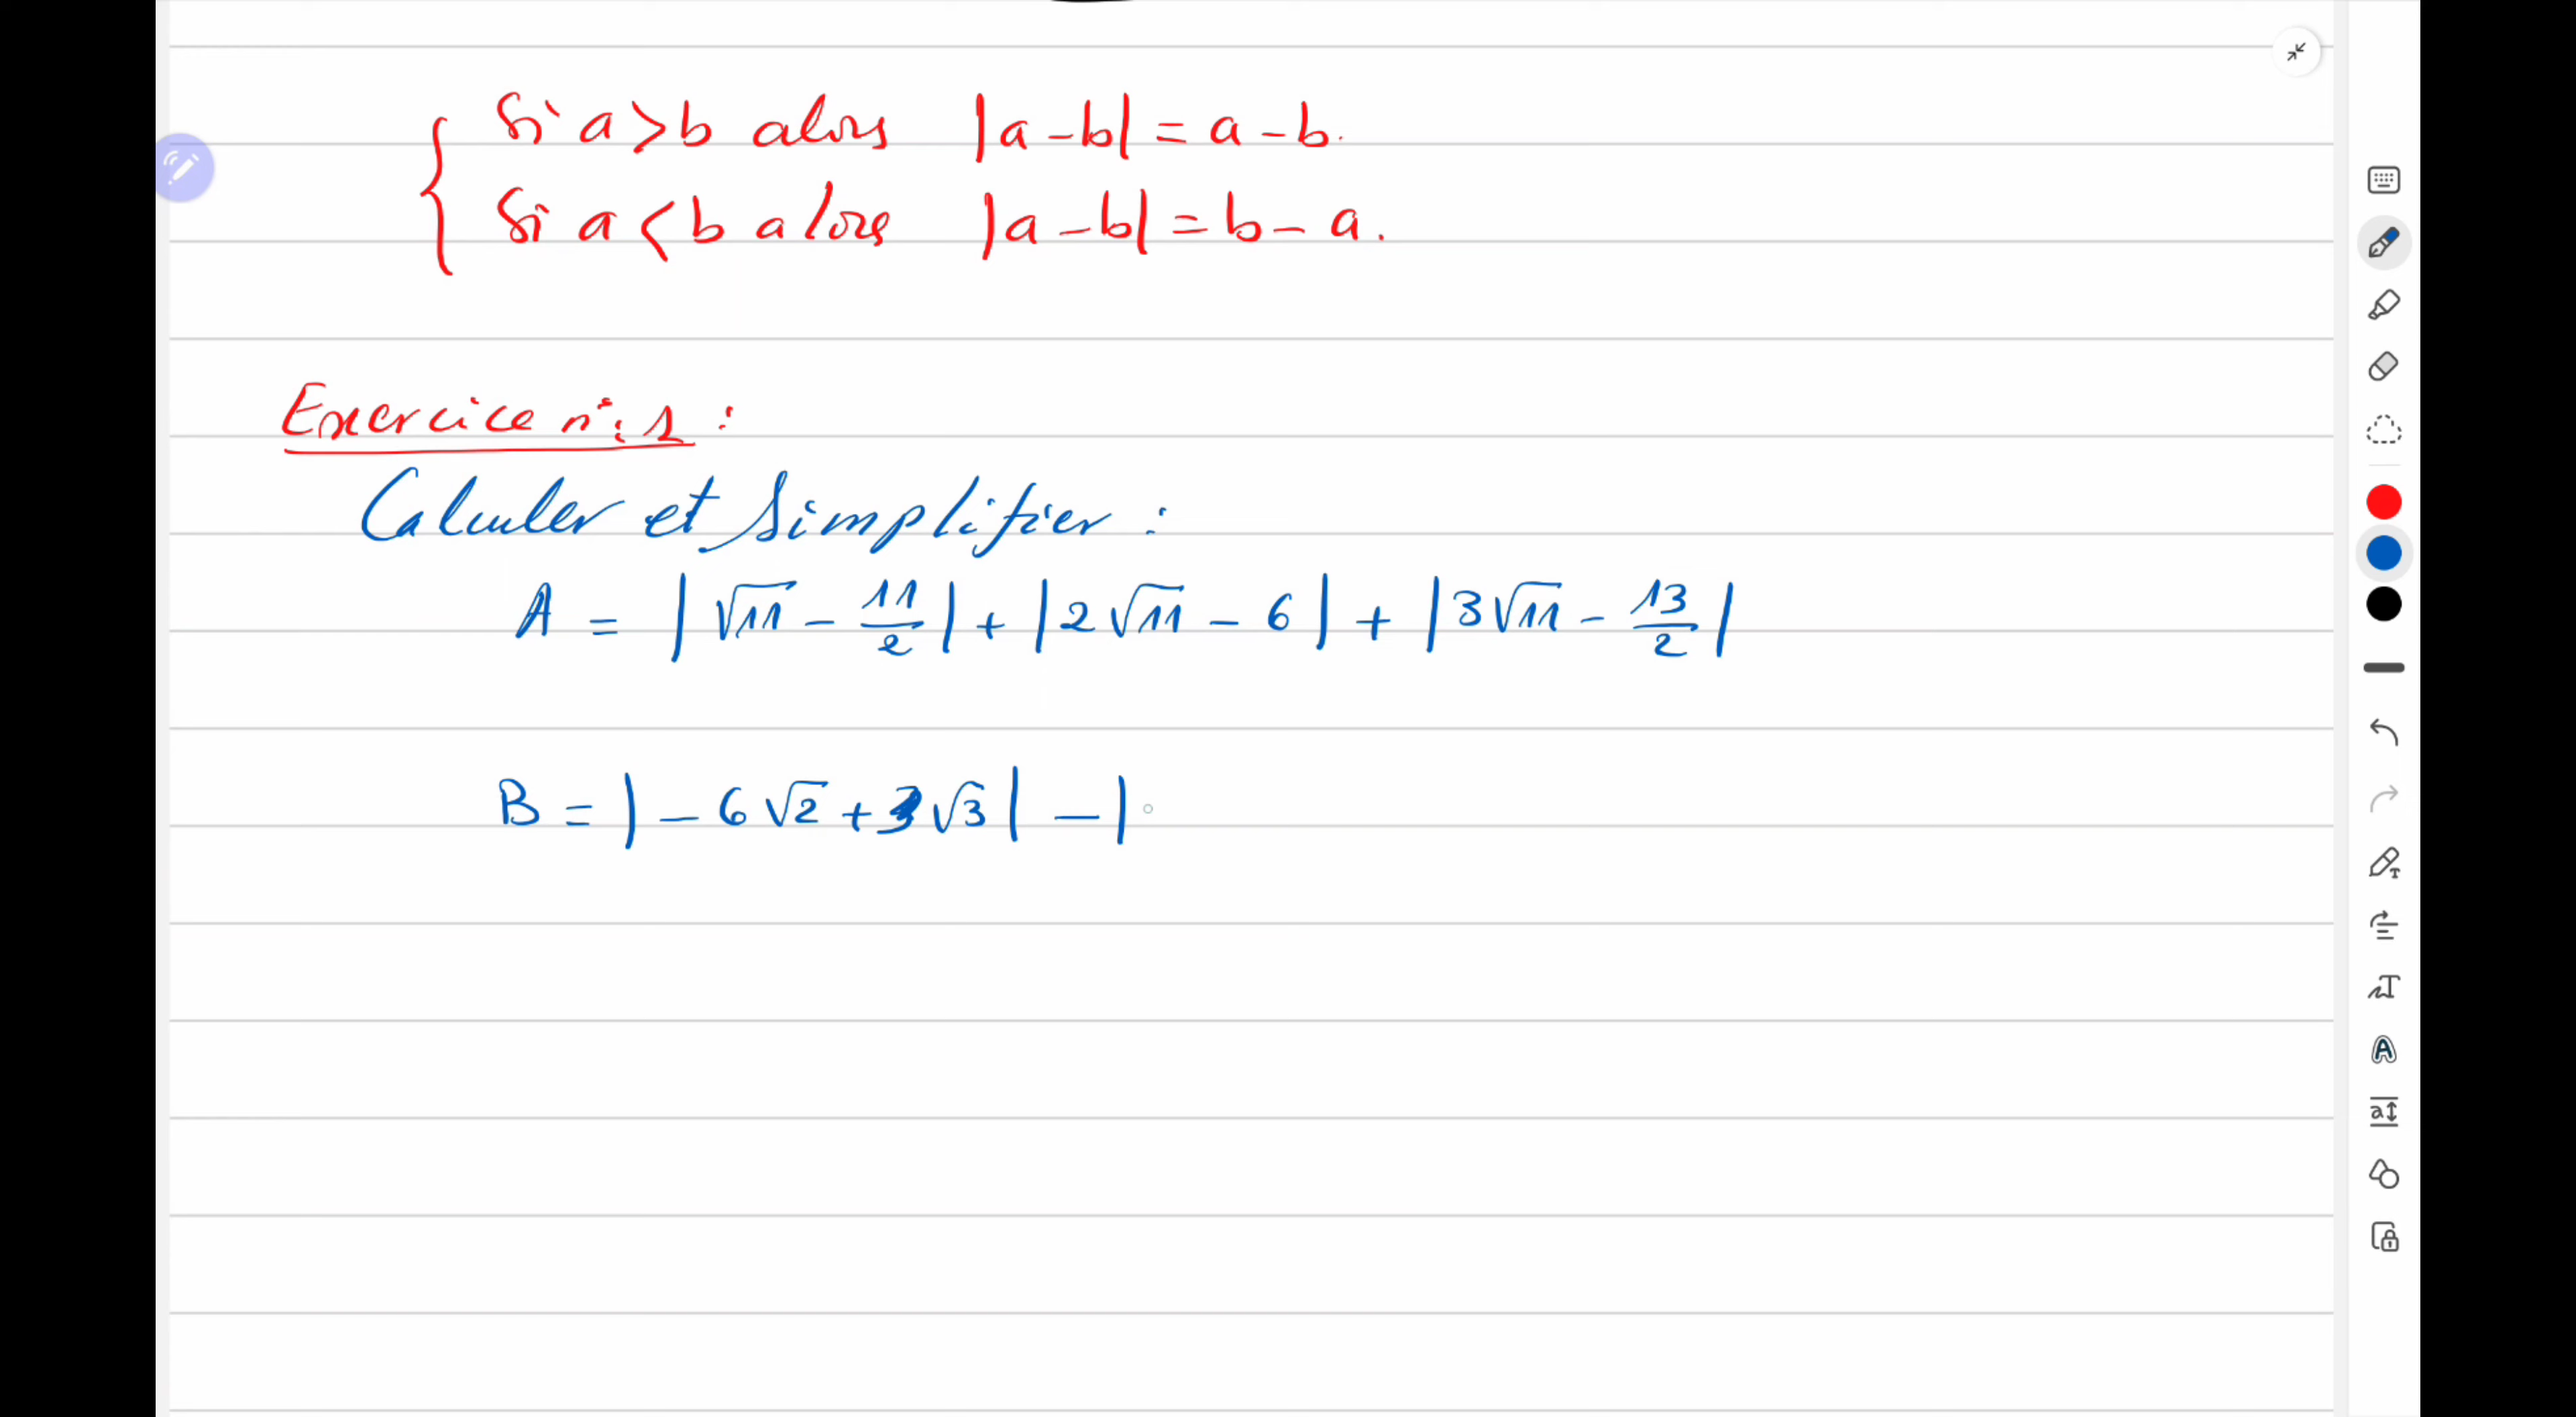 Si a > b alors |a - b| = a - b.
Si a < b alors |a - b| = b - a.
Exercice n°: 1 :
Calculer et simplifier :
A = | √11 - 11/2 | + | 2√11 - 6 | + | 3√11 - 13/2 |
B = | - 6√2 + 3√3 | - |